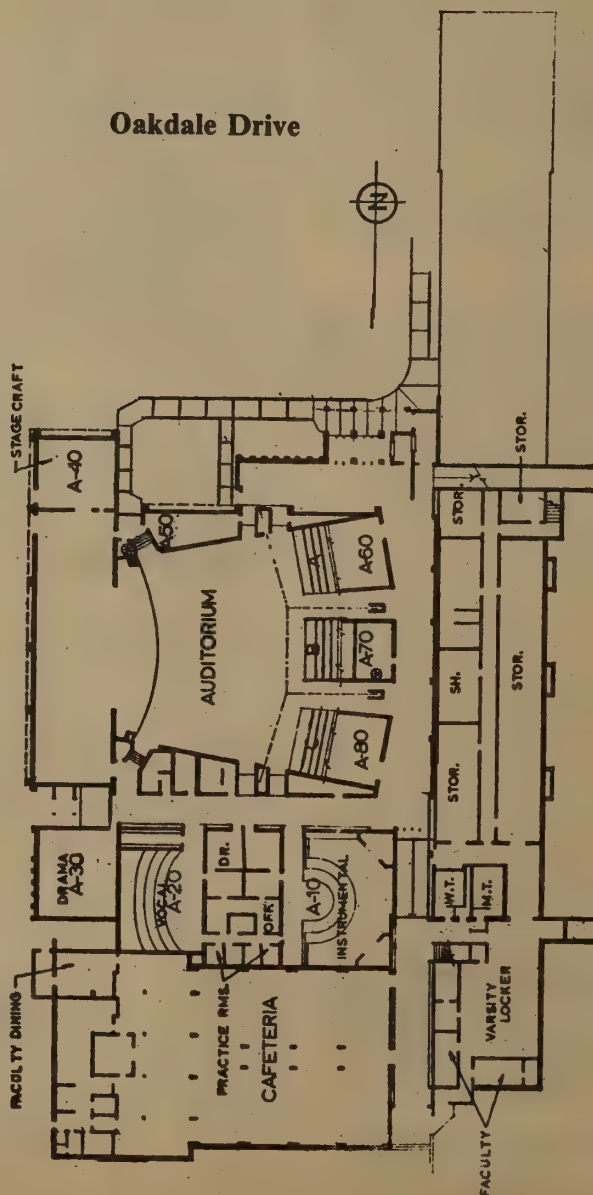 Oakdale Drive
N
STAGE CRAFT
A-40
A-50
AUDITORIUM
A
A-60
B
A-70
C
A-80
STOR.
STOR.
SH.
STOR.
STOR.
DRAMA
A-30
VOCAL
A-20
DR.
OFF.
A-10
INSTRUMENTAL
W.T.
M.T.
FACULTY DINING
PRACTICE RMS.
CAFETERIA
VARSITY
LOCKER
FACULTY